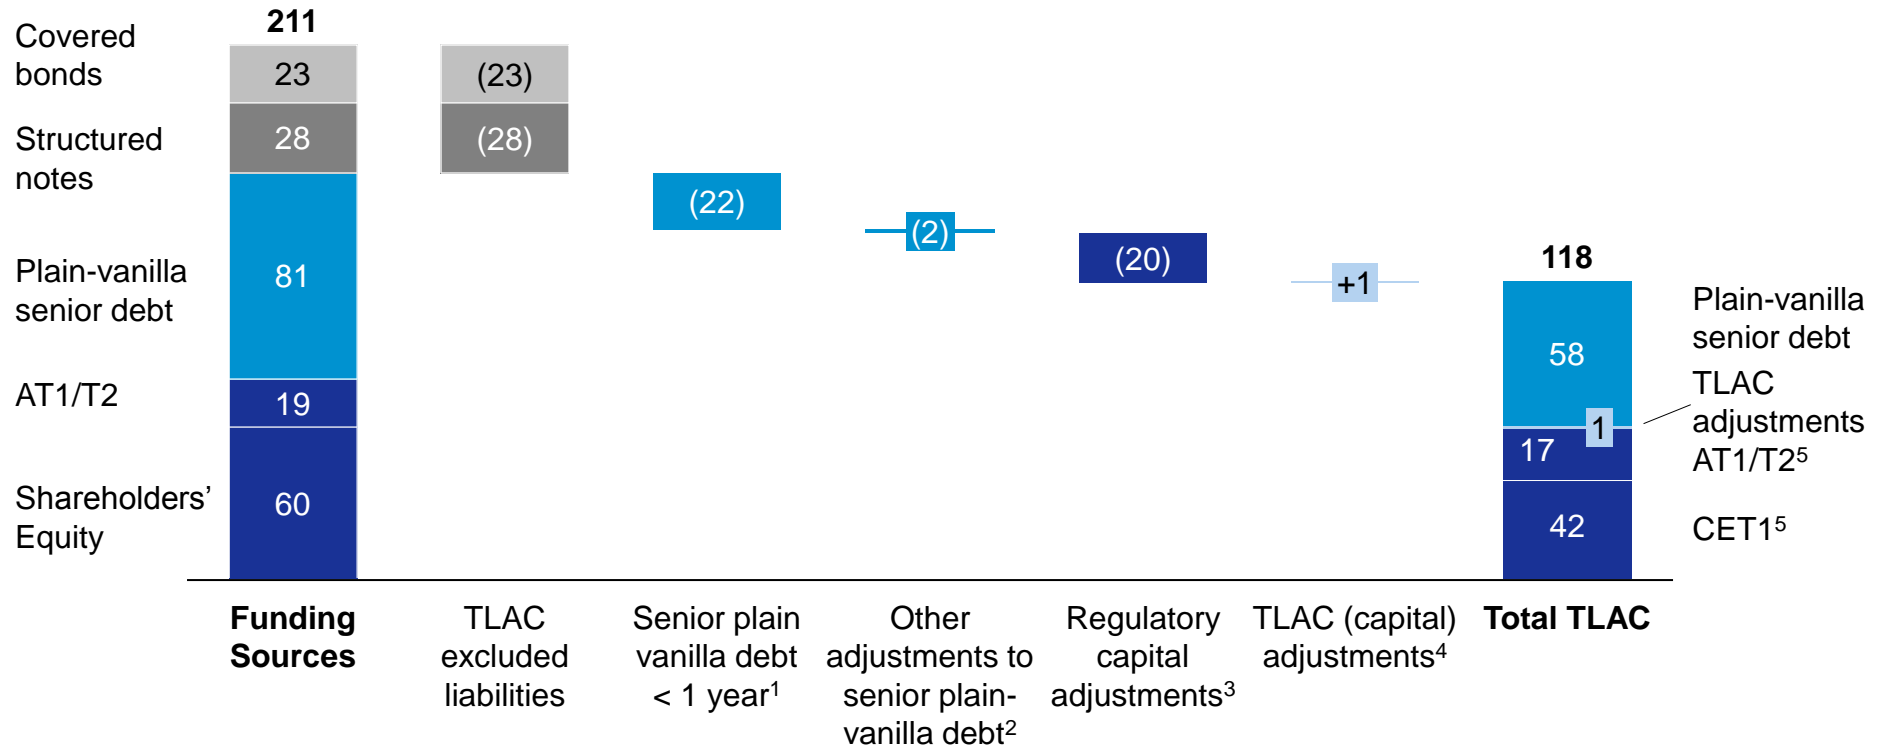 Covered
bonds
Structured
notes
Plain-vanilla
senior debt
AT1/T2
Shareholders’
Equity
211
23
28
81
19
60
(23)
(28)
(22)
(2)
(20)
+1
118
58
1
17
42
Plain-vanilla
senior debt
TLAC
adjustments
AT1/T2⁵
CET1⁵
Funding
Sources
TLAC
excluded
liabilities
Senior plain
vanilla debt
< 1 year¹
Other
adjustments to
senior plain-
vanilla debt²
Regulatory
capital
adjustments³
TLAC (capital)
adjustments⁴
Total TLAC